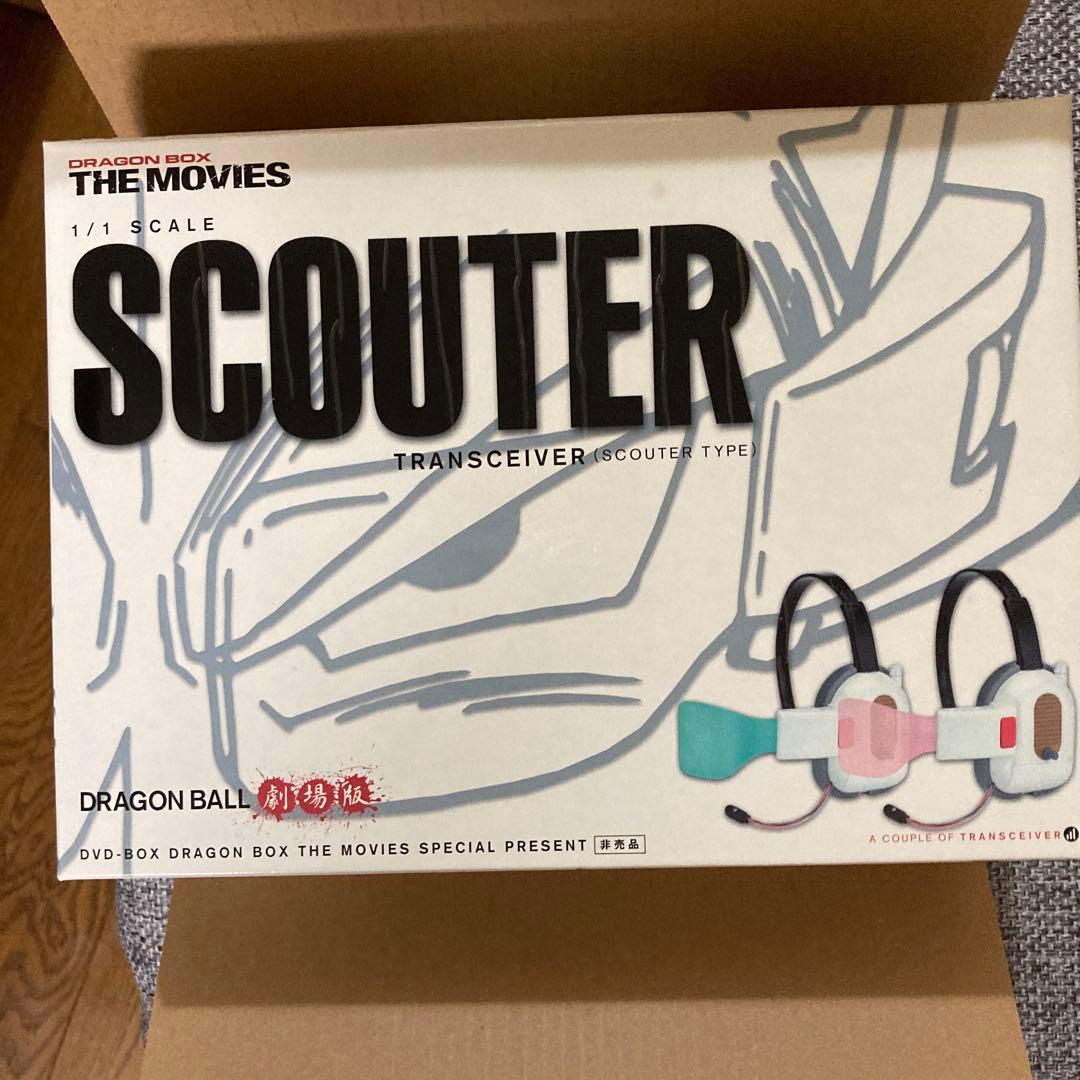 DRAGON BOX
THE MOVIES
1/1 SCALE
SCOUTER
TRANSCEIVER (SCOUTER TYPE)
DRAGON BALL 劇場版
DVD-BOX DRAGON BOX THE MOVIES SPECIAL PRESENT 非売品
A COUPLE OF TRANSCEIVER